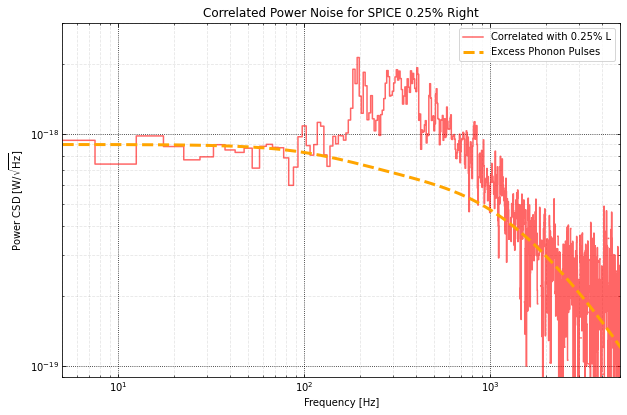 Correlated Power Noise for SPICE 0.25% Right
Correlated with 0.25% L
Excess Phonon Pulses
Power CSD [W/√Hz]
10⁻¹⁸
10⁻¹⁹
10¹
10²
10³
Frequency [Hz]